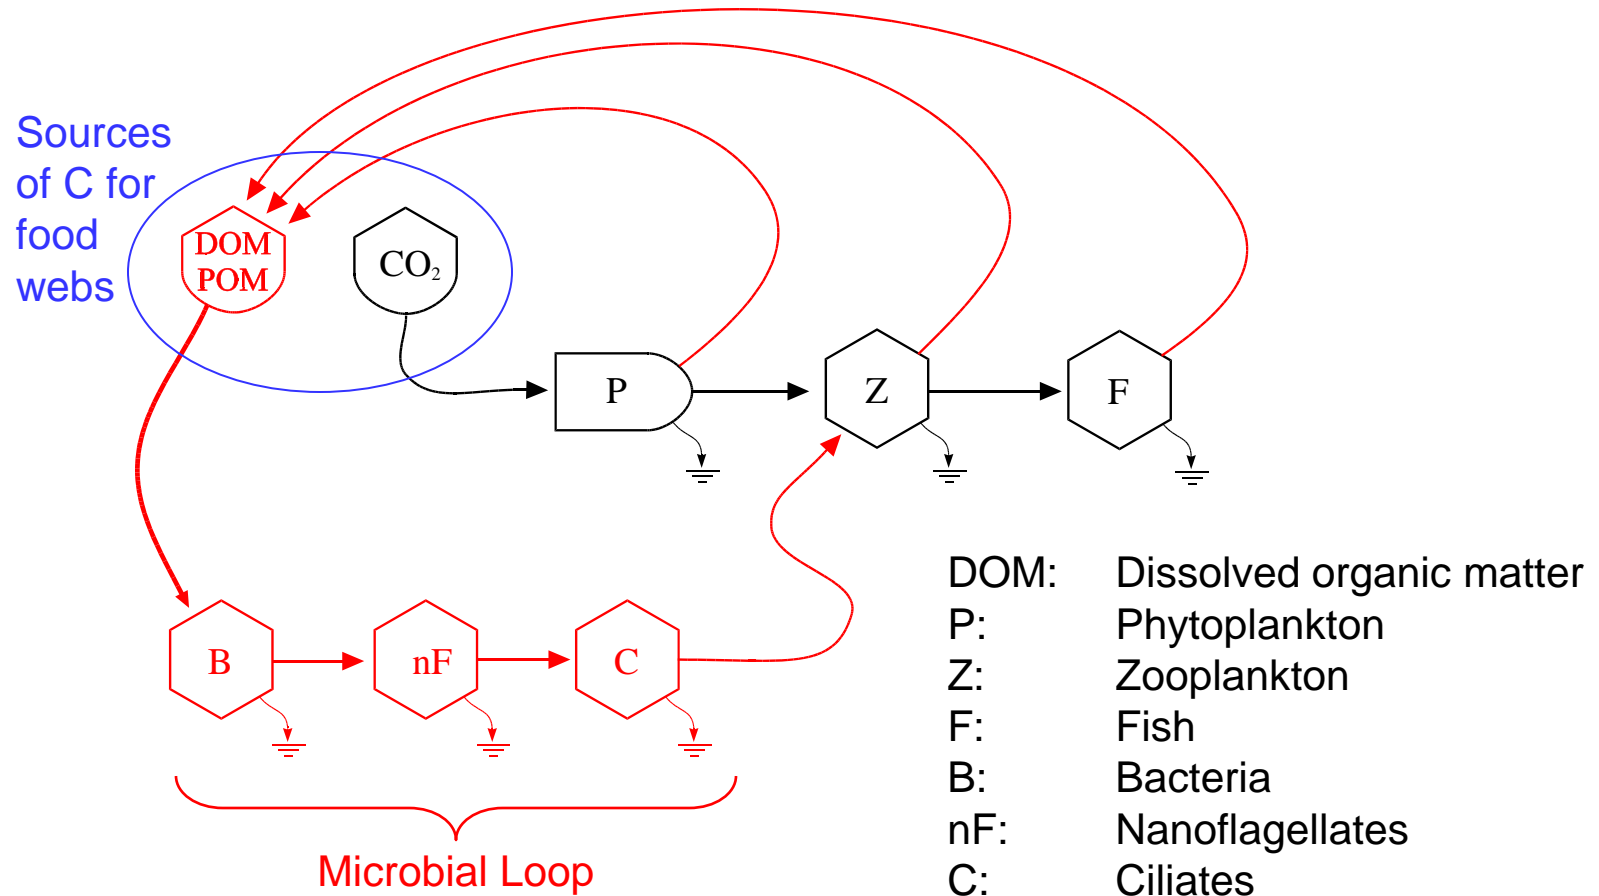 Sources
of C for
food
webs
DOM
POM
CO₂
P
Z
F
B
nF
C
Microbial Loop
DOM: Dissolved organic matter
P: Phytoplankton
Z: Zooplankton
F: Fish
B: Bacteria
nF: Nanoflagellates
C: Ciliates